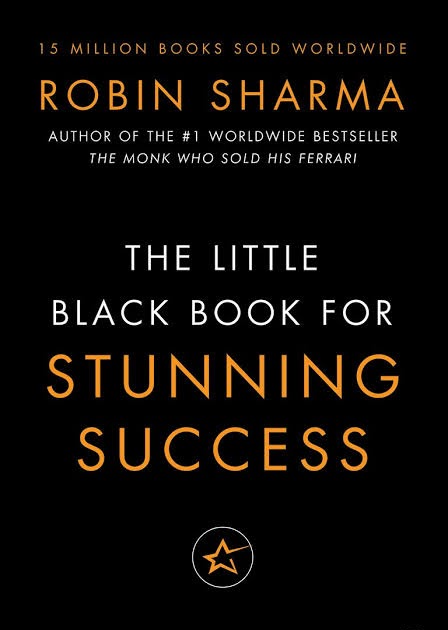 15 MILLION BOOKS SOLD WORLDWIDE
ROBIN SHARMA
AUTHOR OF THE #1 WORLDWIDE BESTSELLER
THE MONK WHO SOLD HIS FERRARI
THE LITTLE
BLACK BOOK FOR
STUNNING
SUCCESS